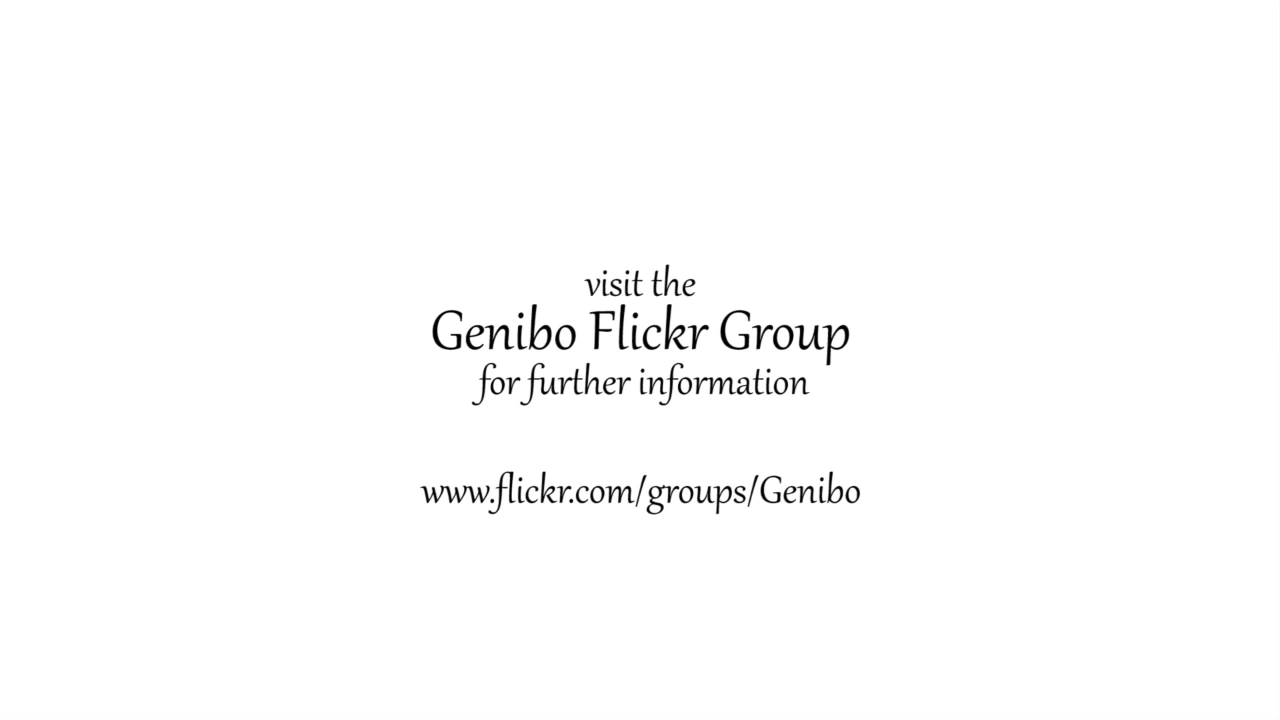 visit the
Genibo Flickr Group
for further information
www.flickr.com/groups/Genibo